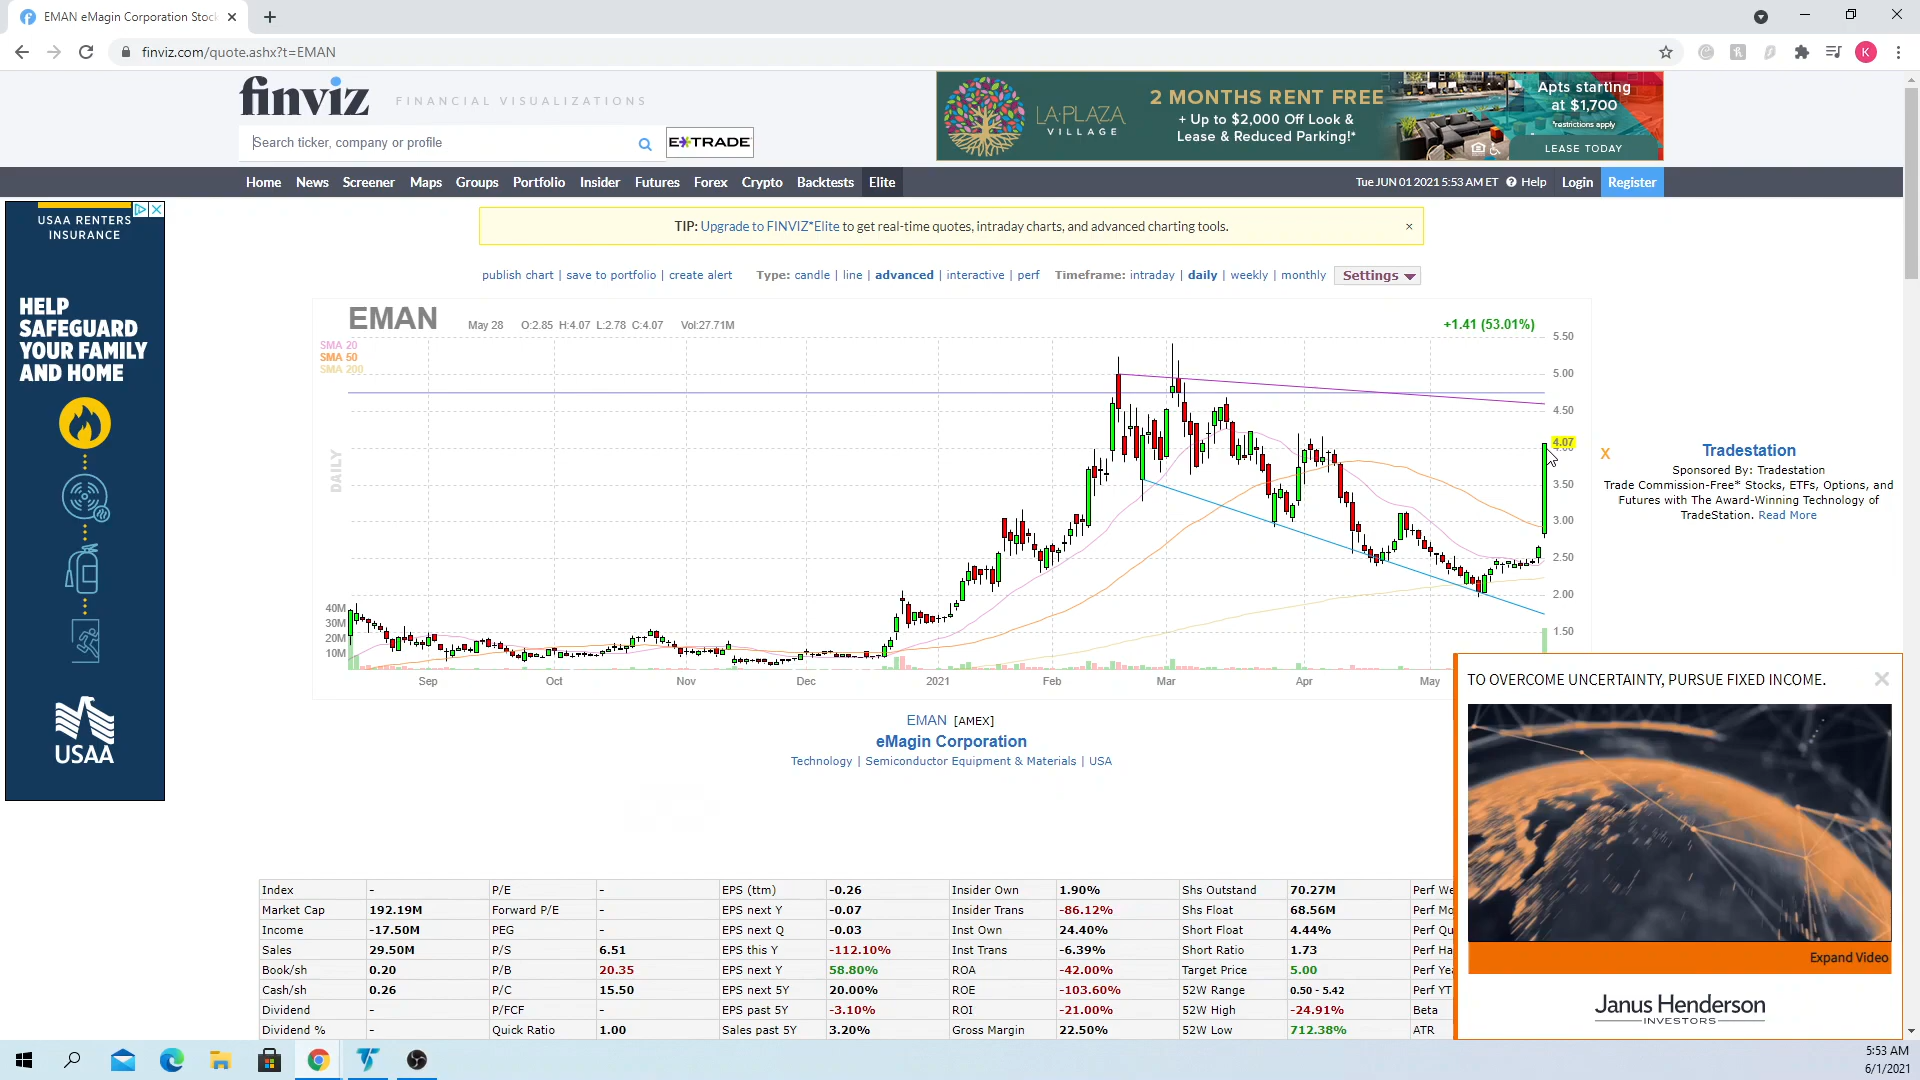 EMAN eMagin Corporation Stock
finviz.com/quote.ashx?t=EMAN
K
finviz
FINANCIAL VISUALIZATIONS
Search ticker, company or profile
E*TRADE
LA·PLAZA
VILLAGE
2 MONTHS RENT FREE
+ Up to $2,000 Off Look &
Lease & Reduced Parking!*
Apts starting
at $1,700
*restrictions apply
LEASE TODAY
Home News Screener Maps Groups Portfolio Insider Futures Forex Crypto Backtests Elite
Tue JUN 01 2021 5:53 AM ET Help Login Register
USAA RENTERS
INSURANCE
HELP
SAFEGUARD
YOUR FAMILY
AND HOME
USAA
TIP: Upgrade to FINVIZ*Elite to get real-time quotes, intraday charts, and advanced charting tools. ×
publish chart | save to portfolio | create alert Type: candle | line | advanced | interactive | perf Timeframe: intraday | daily | weekly | monthly Settings
EMAN May 28 O:2.85 H:4.07 L:2.78 C:4.07 Vol:27.71M +1.41 (53.01%)
SMA 20
SMA 50
SMA 200
DAILY
5.50
5.00
4.50
4.07
3.50
3.00
2.50
2.00
1.50
40M
30M
20M
10M
Sep Oct Nov Dec 2021 Feb Mar Apr May
X
Tradestation
Sponsored By: Tradestation
Trade Commission-Free* Stocks, ETFs, Options, and
Futures with The Award-Winning Technology of
TradeStation. Read More
EMAN [AMEX]
eMagin Corporation
Technology | Semiconductor Equipment & Materials | USA
TO OVERCOME UNCERTAINTY, PURSUE FIXED INCOME.
Expand Video
Janus Henderson
INVESTORS
Index - P/E - EPS (ttm) -0.26 Insider Own 1.90% Shs Outstand 70.27M Perf We
Market Cap 192.19M Forward P/E - EPS next Y -0.07 Insider Trans -86.12% Shs Float 68.56M Perf Mo
Income -17.50M PEG - EPS next Q -0.03 Inst Own 24.40% Short Float 4.44% Perf Qu
Sales 29.50M P/S 6.51 EPS this Y -112.10% Inst Trans -6.39% Short Ratio 1.73 Perf Ha
Book/sh 0.20 P/B 20.35 EPS next Y 58.80% ROA -42.00% Target Price 5.00 Perf Ye
Cash/sh 0.26 P/C 15.50 EPS next 5Y 20.00% ROE -103.60% 52W Range 0.50 - 5.42 Perf YT
Dividend - P/FCF - EPS past 5Y -3.10% ROI -21.00% 52W High -24.91% Beta
Dividend % - Quick Ratio 1.00 Sales past 5Y 3.20% Gross Margin 22.50% 52W Low 712.38% ATR
5:53 AM
6/1/2021